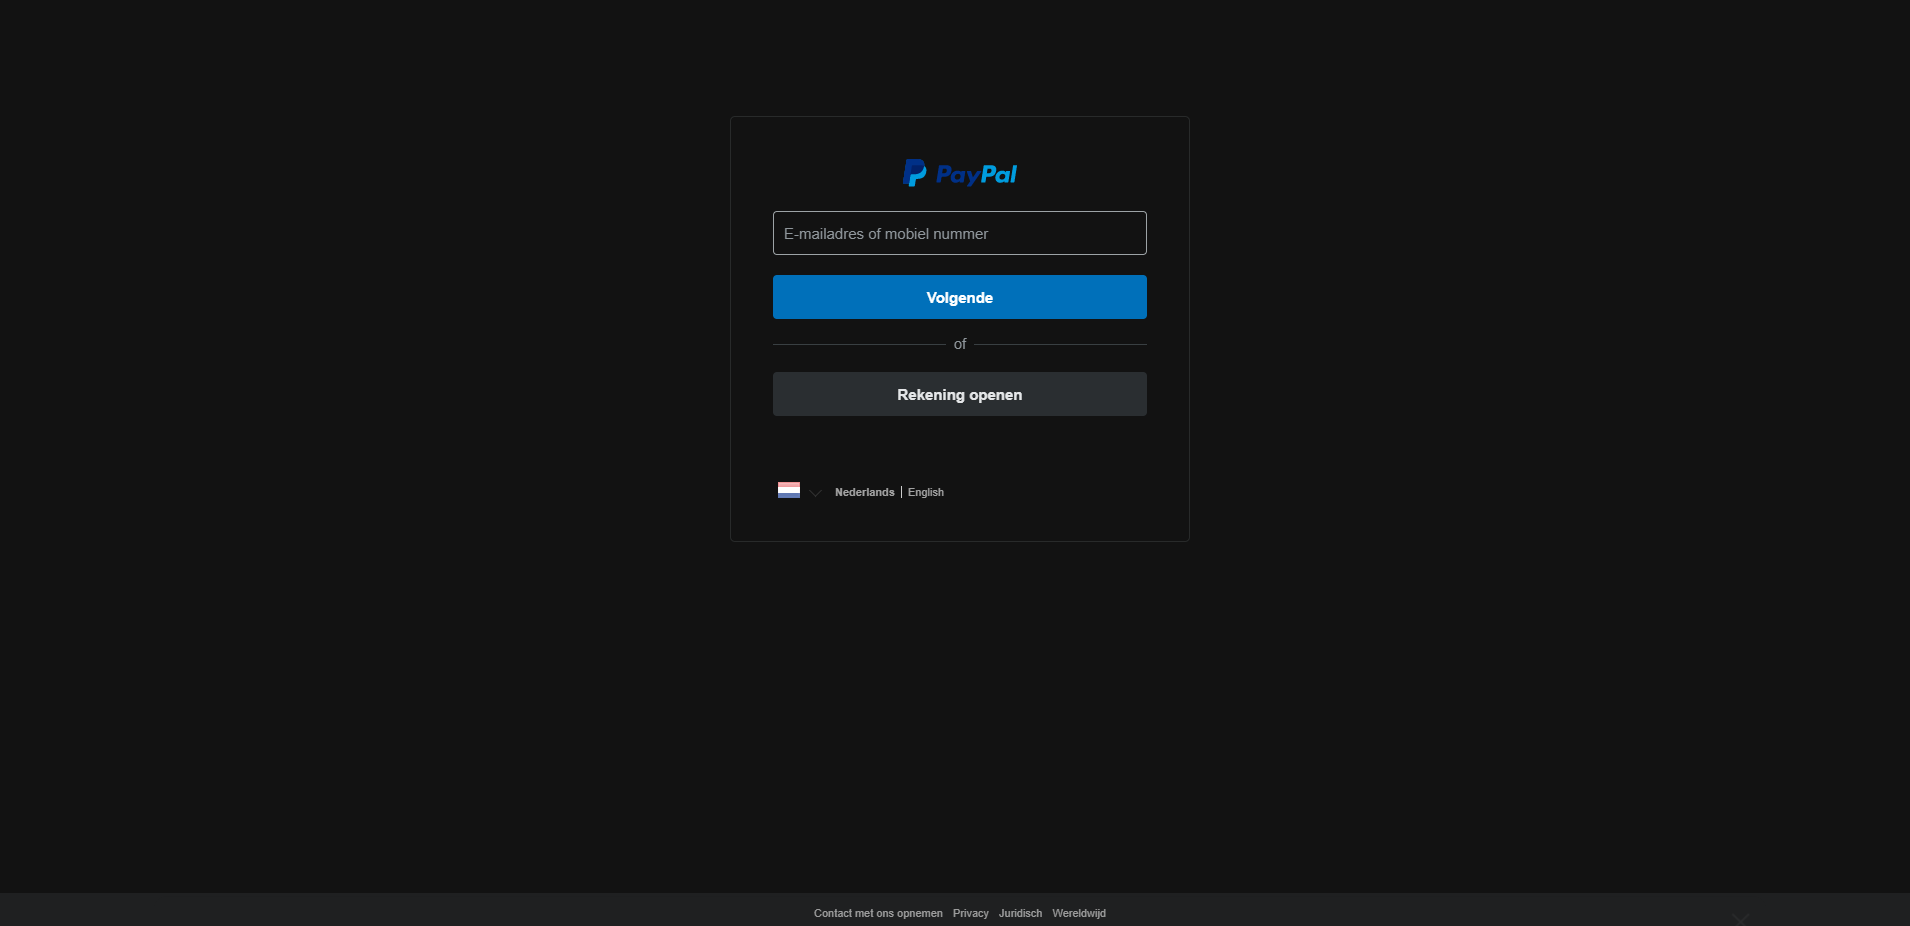 PayPal
E-mailadres of mobiel nummer
Volgende
of
Rekening openen
Nederlands English
Contact met ons opnemen Privacy Juridisch Wereldwijd